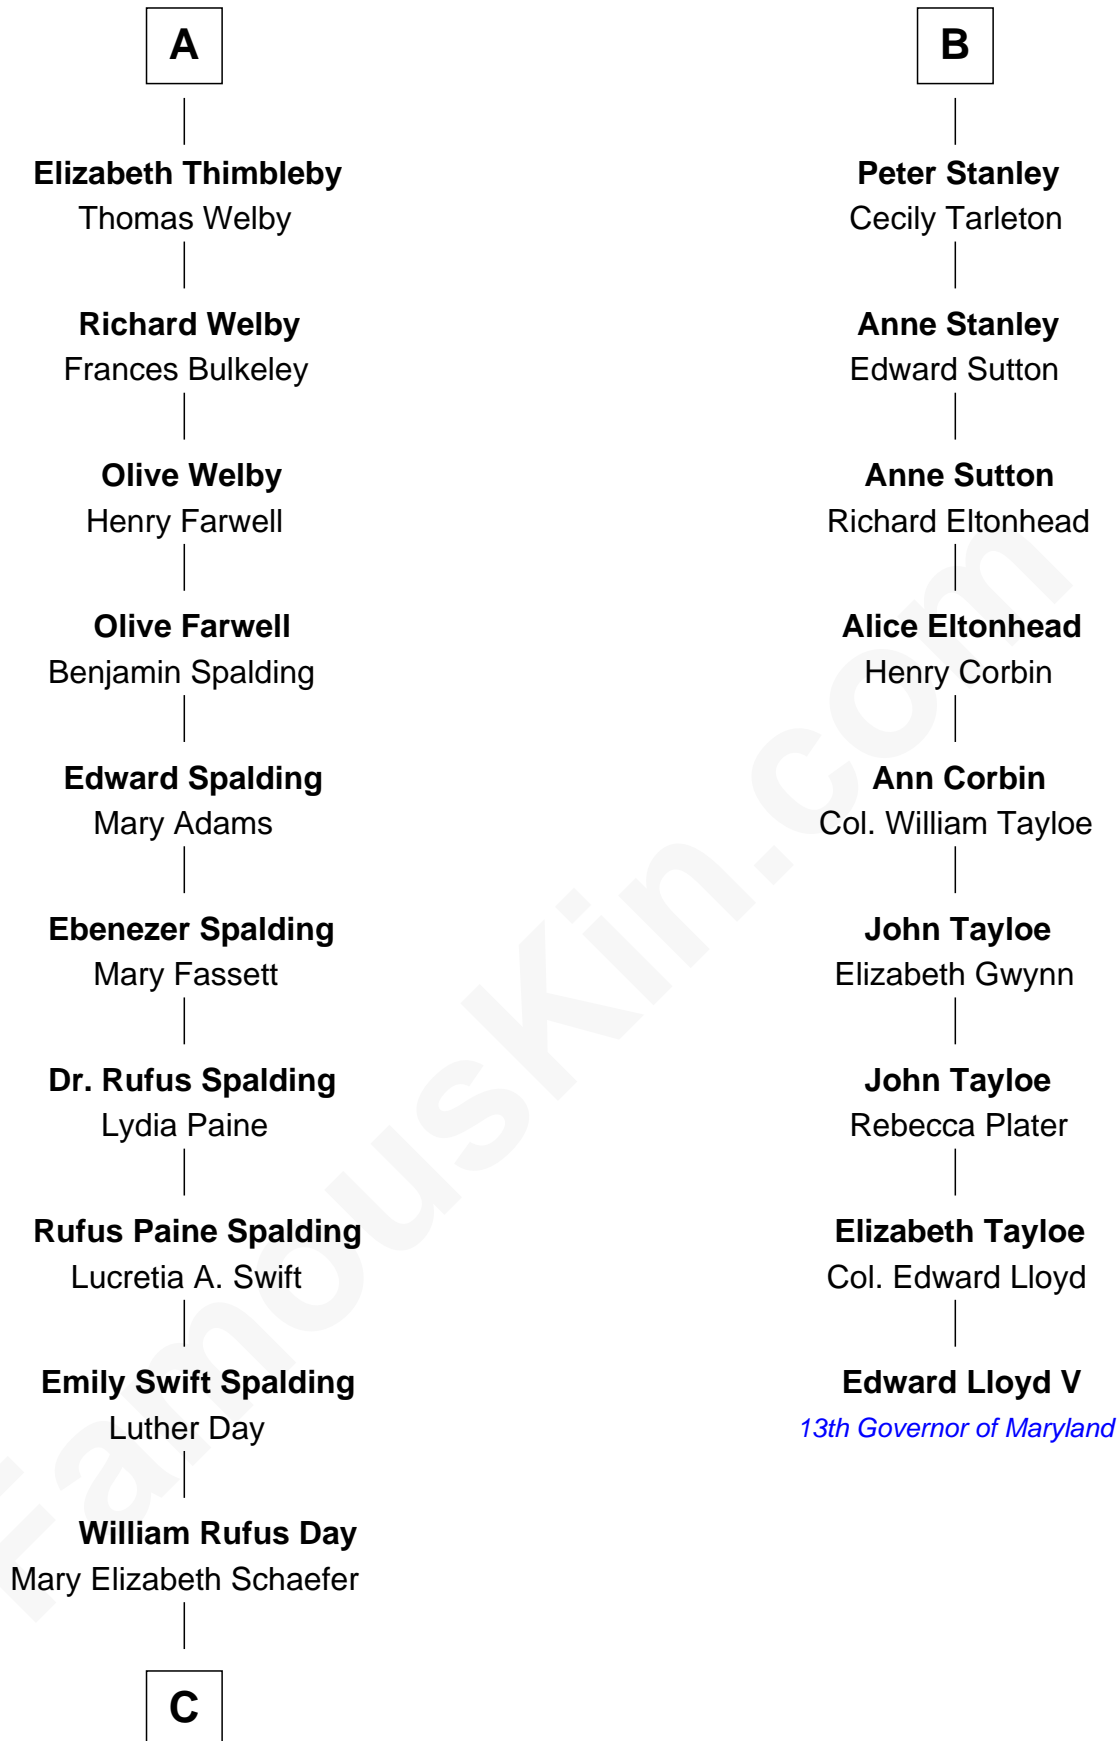 A
Elizabeth Thimbleby
Thomas Welby
Richard Welby
Frances Bulkeley
Olive Welby
Henry Farwell
Olive Farwell
Benjamin Spalding
Edward Spalding
Mary Adams
Ebenezer Spalding
Mary Fassett
Dr. Rufus Spalding
Lydia Paine
Rufus Paine Spalding
Lucretia A. Swift
Emily Swift Spalding
Luther Day
William Rufus Day
Mary Elizabeth Schaefer
C
B
Peter Stanley
Cecily Tarleton
Anne Stanley
Edward Sutton
Anne Sutton
Richard Eltonhead
Alice Eltonhead
Henry Corbin
Ann Corbin
Col. William Tayloe
John Tayloe
Elizabeth Gwynn
John Tayloe
Rebecca Plater
Elizabeth Tayloe
Col. Edward Lloyd
Edward Lloyd V
13th Governor of Maryland
FamousKin.com